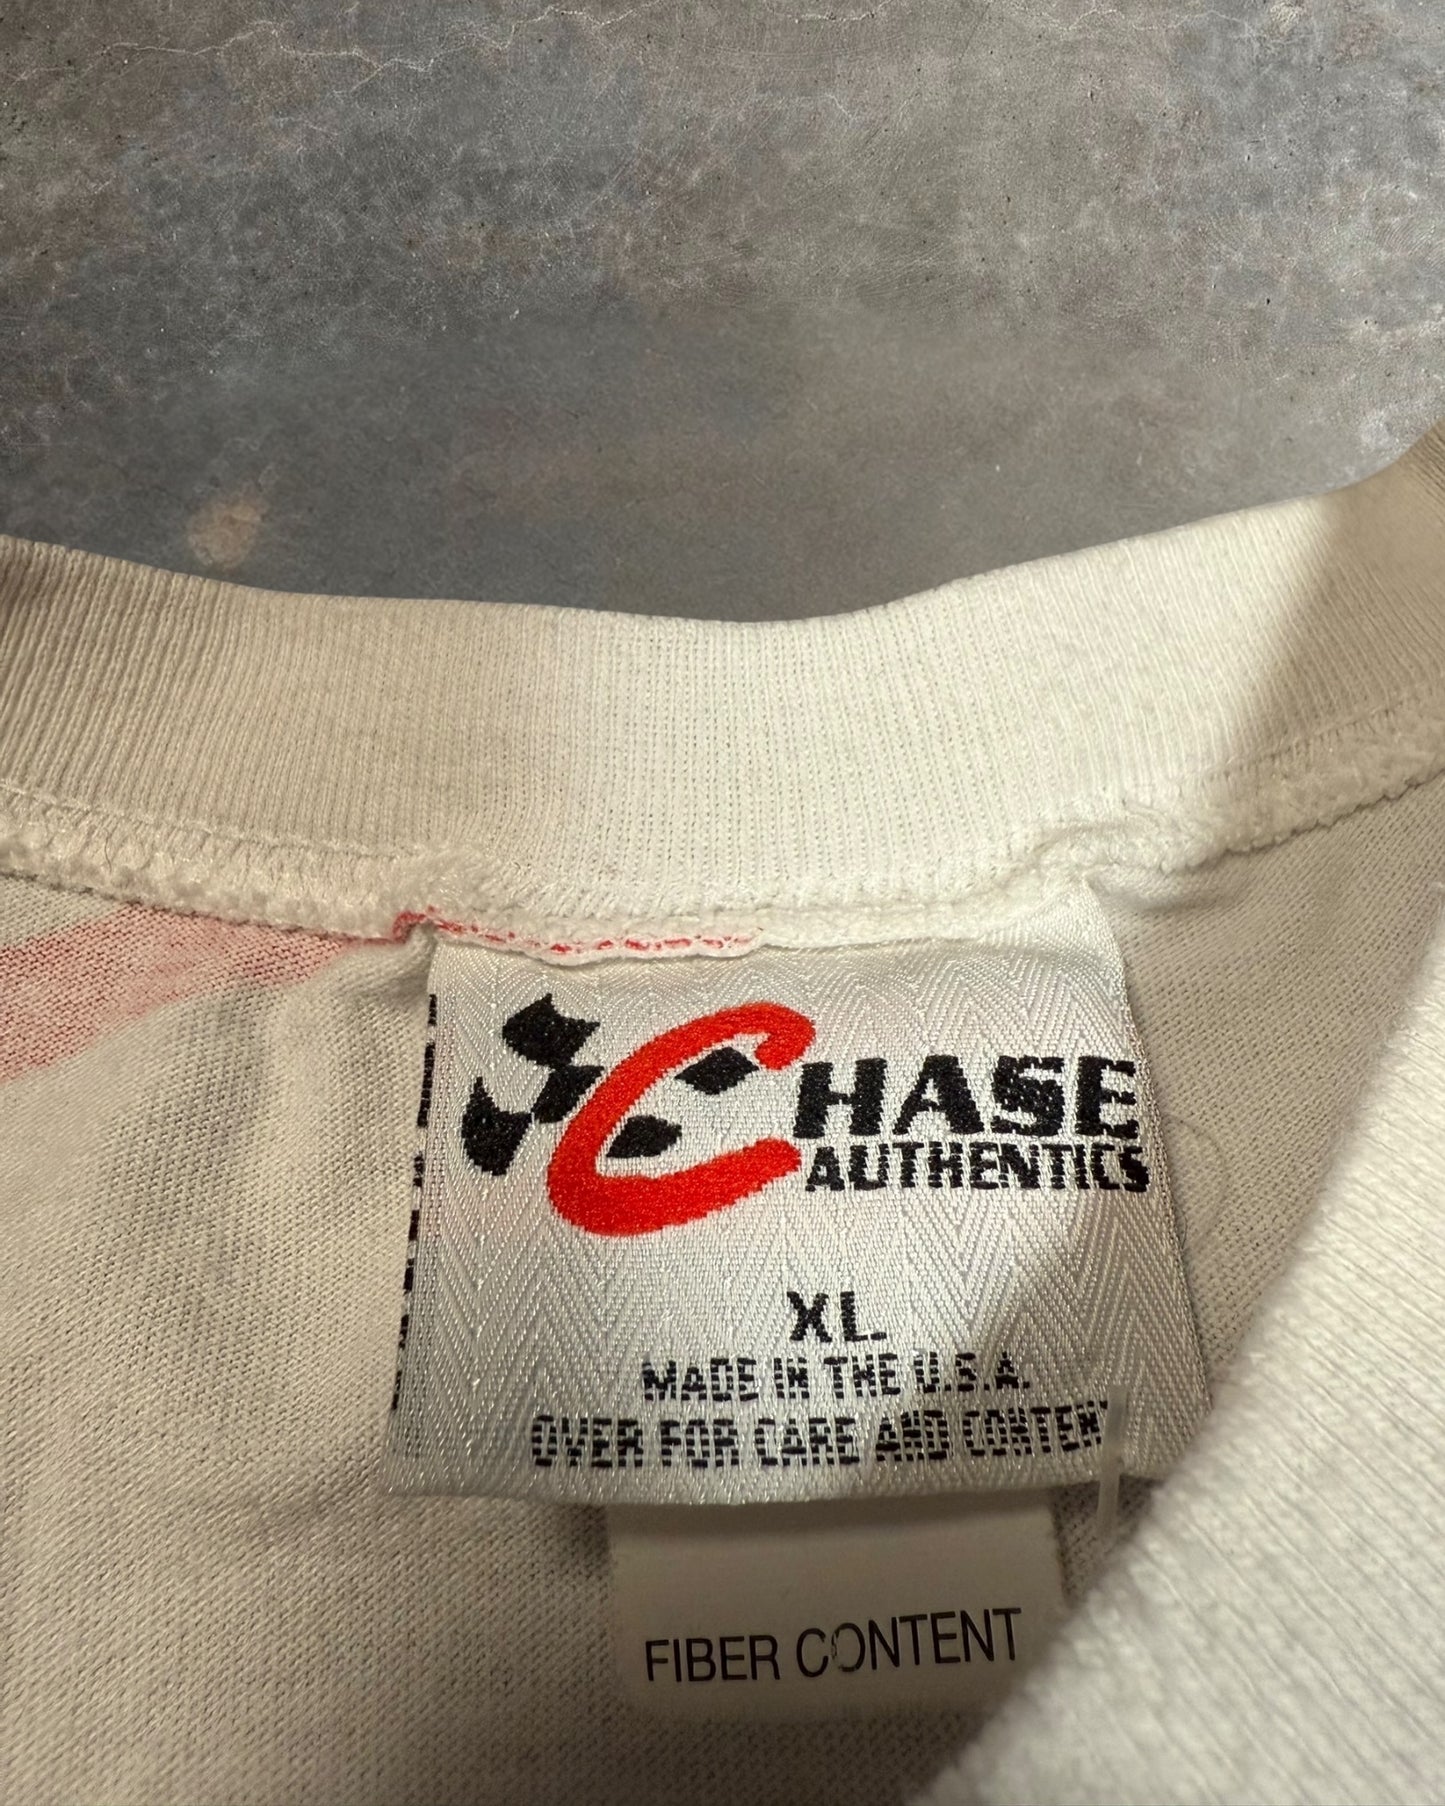 CHASE
AUTHENTICS
XL
MADE IN THE U.S.A.
OVER FOR CARE AND CONTENT
FIBER CONTENT